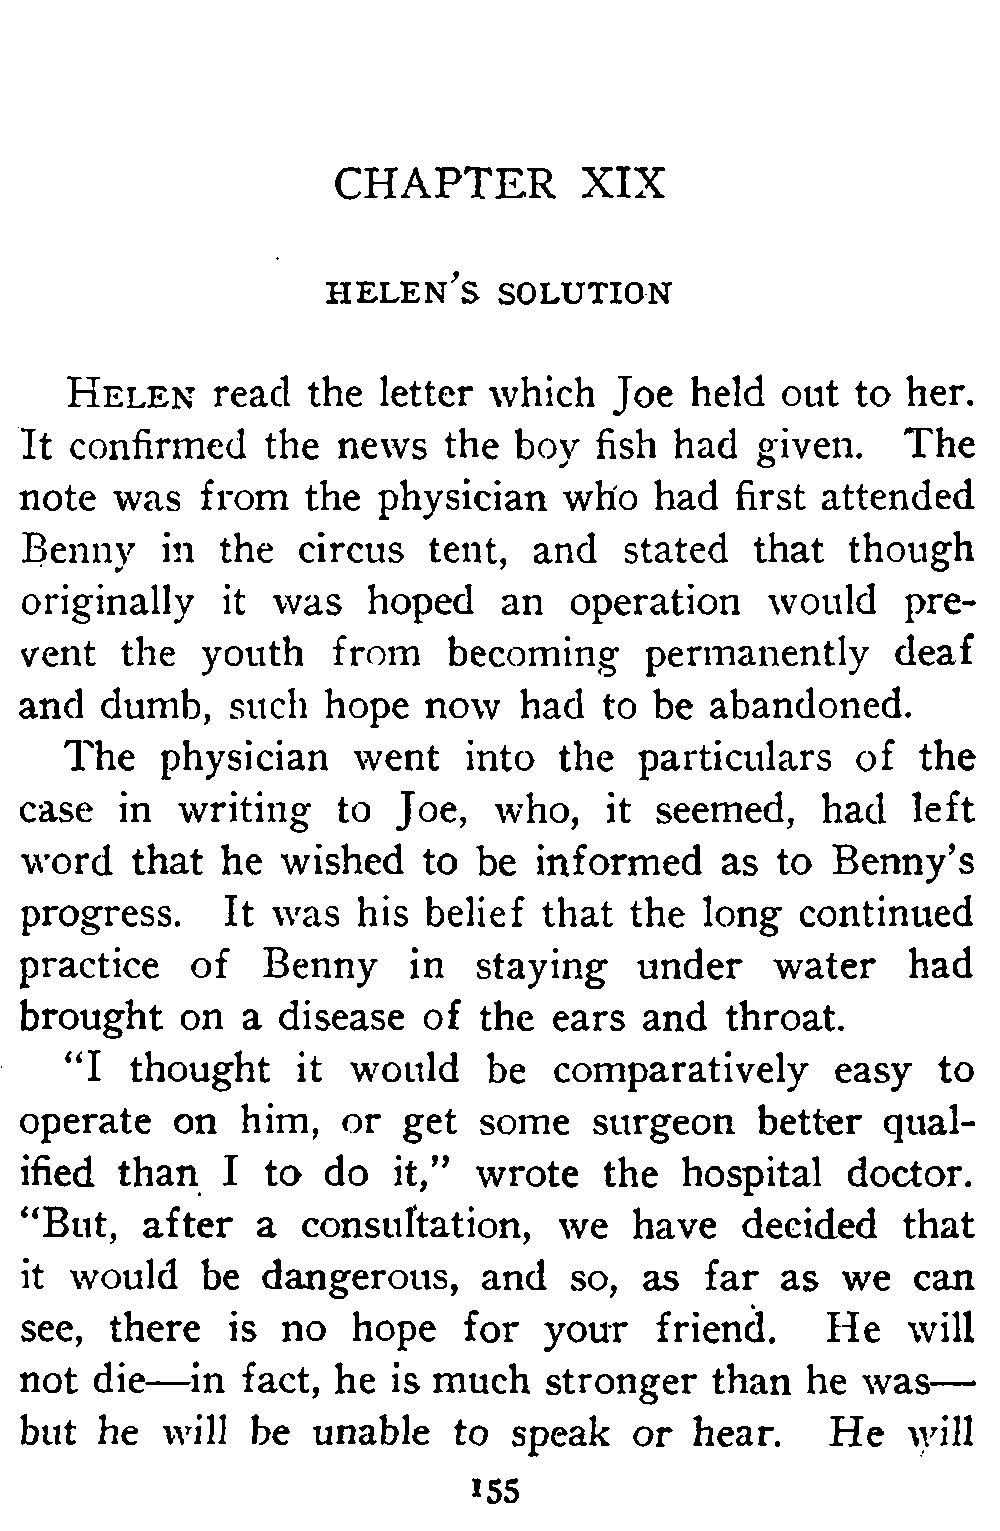 CHAPTER XIX
HELEN'S SOLUTION
HELEN read the letter which Joe held out to her.
It confirmed the news the boy fish had given. The
note was from the physician who had first attended
Benny in the circus tent, and stated that though
originally it was hoped an operation would pre-
vent the youth from becoming permanently deaf
and dumb, such hope now had to be abandoned.
The physician went into the particulars of the
case in writing to Joe, who, it seemed, had left
word that he wished to be informed as to Benny's
progress. It was his belief that the long continued
practice of Benny in staying under water had
brought on a disease of the ears and throat.
“I thought it would be comparatively easy to
operate on him, or get some surgeon better qual-
ified than I to do it,” wrote the hospital doctor.
“But, after a consultation, we have decided that
it would be dangerous, and so, as far as we can
see, there is no hope for your friend. He will
not die—in fact, he is much stronger than he was—
but he will be unable to speak or hear. He will
155